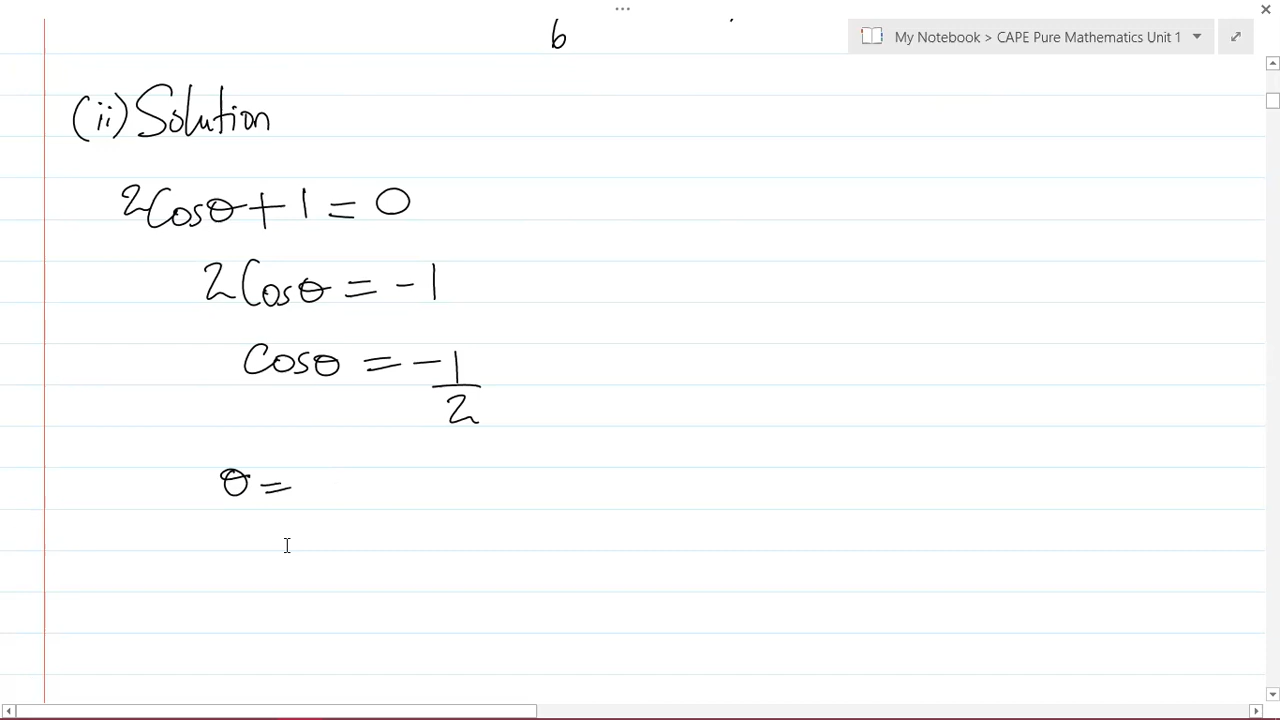 ...
6
My Notebook > CAPE Pure Mathematics Unit 1
(ii) Solution
2Cosθ + 1 = 0
2Cosθ = -1
Cosθ = -1/2
θ =